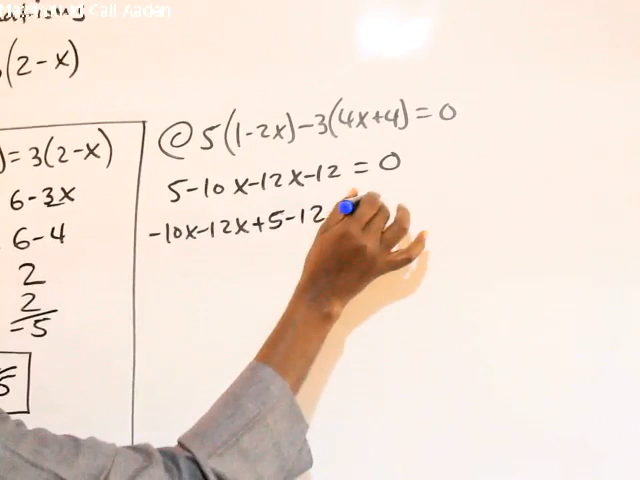 (2-x)
)=3(2-x)
6-3x
6-4
2
2
=5
@ 5(1-2x)-3(4x+4)=0
5-10x-12x-12=0
-10x-12x+5-12